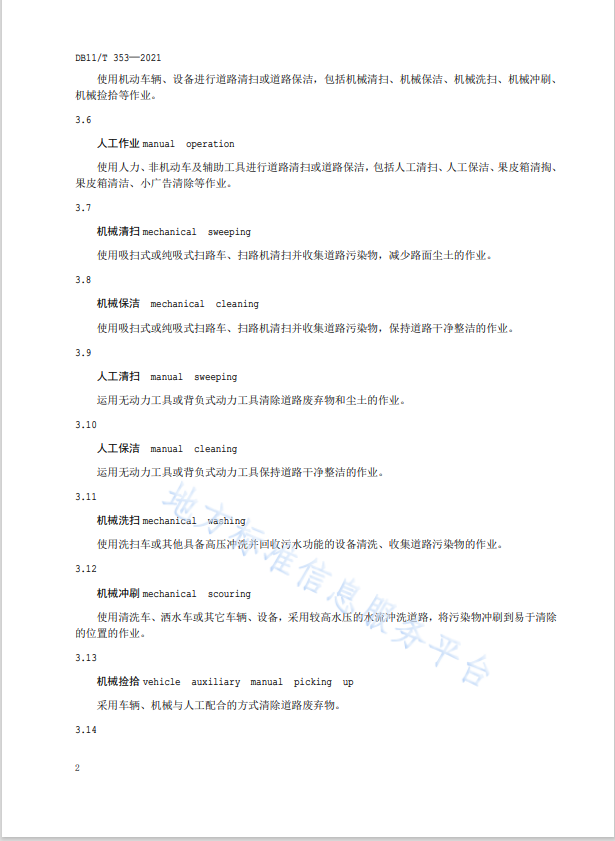 DB11/T 353—2021
使用机动车辆、设备进行道路清扫或道路保洁，包括机械清扫、机械保洁、机械洗扫、机械冲刷、
机械捡拾等作业。
3.6
人工作业 manual operation
使用人力、非机动车及辅助工具进行道路清扫或道路保洁，包括人工清扫、人工保洁、果皮箱清掏、
果皮箱清洁、小广告清除等作业。
3.7
机械清扫 mechanical sweeping
使用吸扫式或纯吸式扫路车、扫路机清扫并收集道路污染物，减少路面尘土的作业。
3.8
机械保洁 mechanical cleaning
使用吸扫式或纯吸式扫路车、扫路机清扫并收集道路污染物，保持道路干净整洁的作业。
3.9
人工清扫 manual sweeping
运用无动力工具或背负式动力工具清除道路废弃物和尘土的作业。
3.10
人工保洁 manual cleaning
运用无动力工具或背负式动力工具保持道路干净整洁的作业。
3.11
机械洗扫 mechanical washing
使用洗扫车或其他具备高压冲洗并回收污水功能的设备清洗、收集道路污染物的作业。
3.12
机械冲刷 mechanical scouring
使用清洗车、洒水车或其它车辆、设备，采用较高水压的水流冲洗道路，将污染物冲刷到易于清除
的位置的作业。
3.13
机械捡拾 vehicle auxiliary manual picking up
采用车辆、机械与人工配合的方式清除道路废弃物。
3.14
2
地方标准信息服务平台